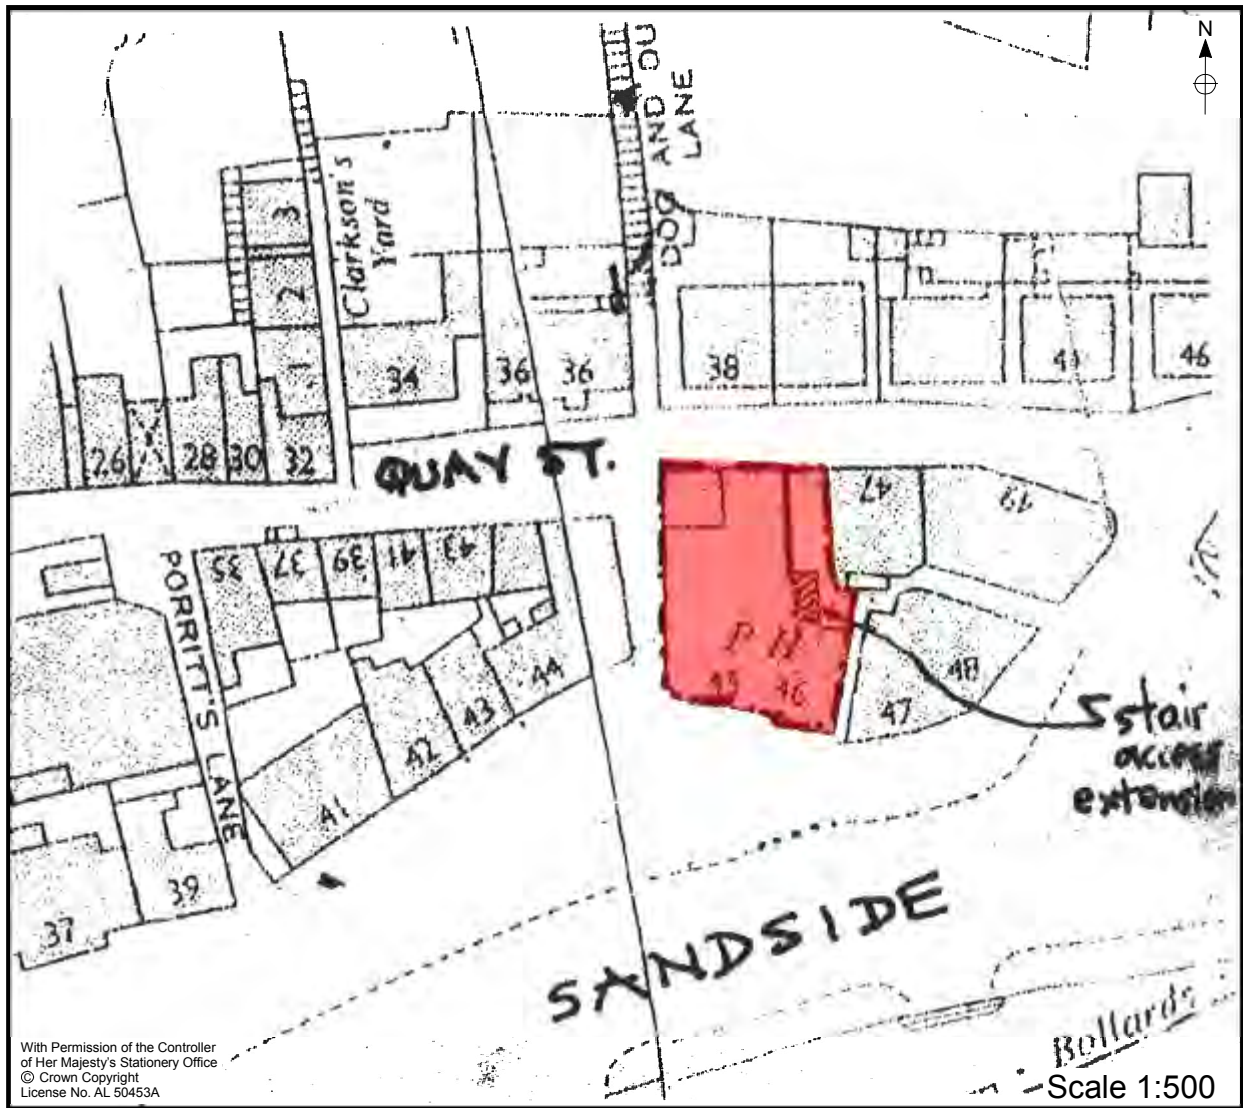 N
AND DU
LANE
DOG
Clarkson's
Yard
3
2
1
34
36
36
38
41
46
26
28
30
32
QUAY ST.
47
49
35
37
39
41
43
PORRITT'S LANE
P H
45
46
44
43
42
41
48
47
stair
access
extension
39
37
SANDSIDE
Bollards
With Permission of the Controller
of Her Majesty's Stationery Office
© Crown Copyright
License No. AL 50453A
Scale 1:500